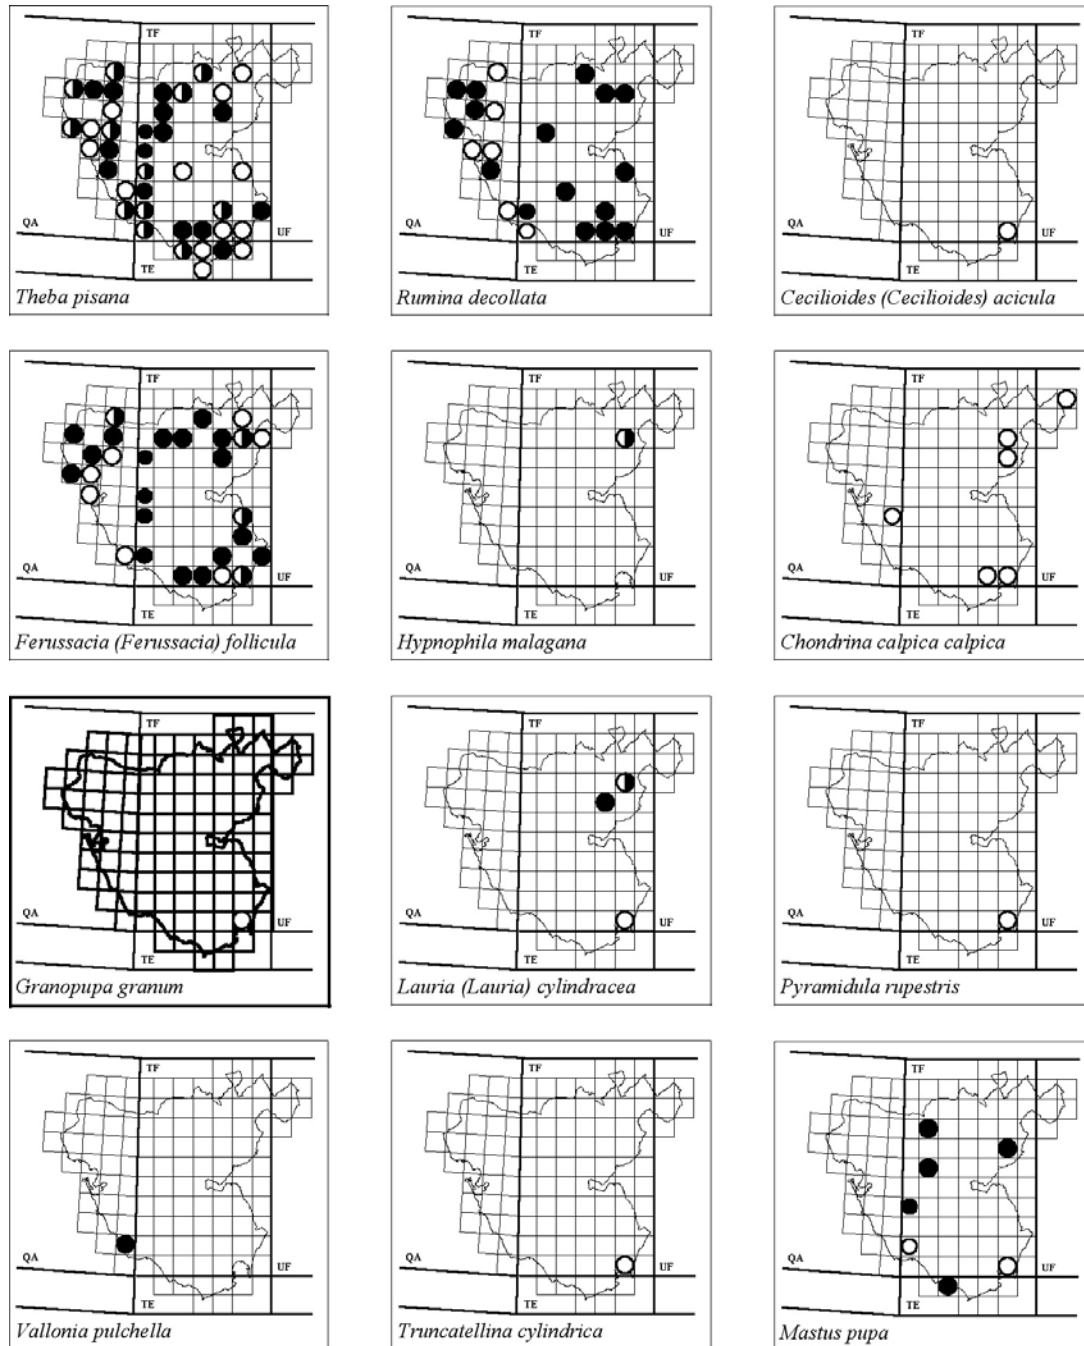 TF
QA
UF
TE
Theba pisana
TF
QA
UF
TE
Rumina decollata
TF
QA
UF
TE
Cecilioides (Cecilioides) acicula
TF
QA
UF
TE
Ferussacia (Ferussacia) follicula
TF
QA
UF
TE
Hypnophila malagana
TF
QA
UF
TE
Chondrina calpica calpica
TF
QA
UF
TE
Granopupa granum
TF
QA
UF
TE
Lauria (Lauria) cylindracea
TF
QA
UF
TE
Pyramidula rupestris
TF
QA
UF
TE
Vallonia pulchella
TF
QA
UF
TE
Truncatellina cylindrica
TF
QA
UF
TE
Mastus pupa